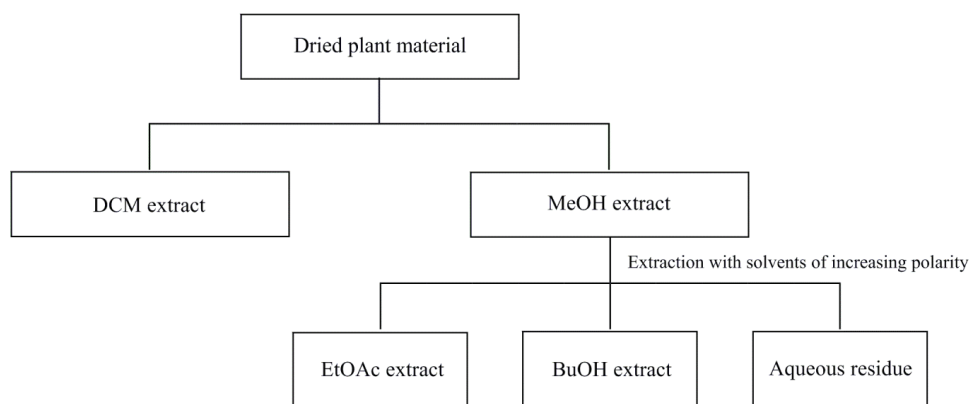 Dried plant material
DCM extract
MeOH extract
Extraction with solvents of increasing polarity
EtOAc extract
BuOH extract
Aqueous residue